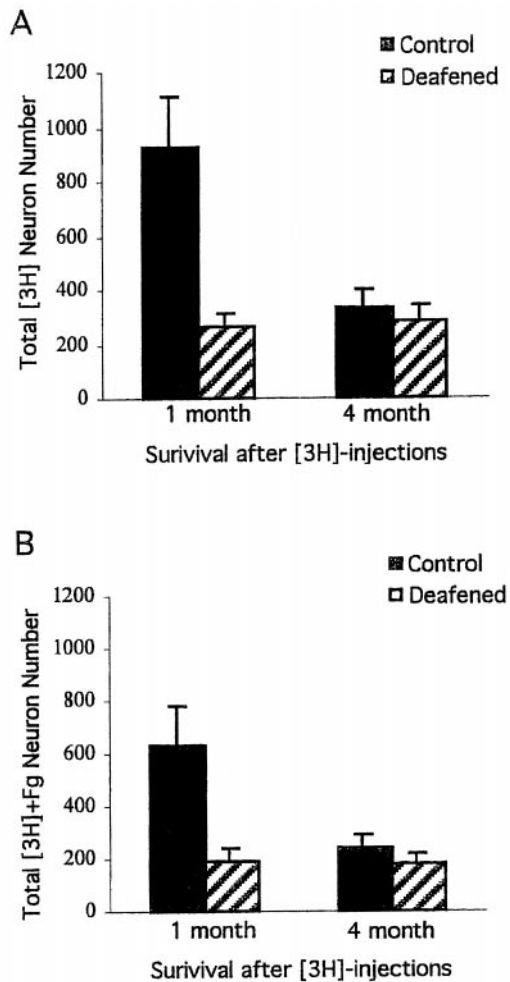 A
Control
Deafened
Total [3H] Neuron Number
1200
1000
800
600
400
200
0
1 month
4 month
Surivival after [3H]-injections
B
Control
Deafened
Total [3H]+Fg Neuron Number
1200
1000
800
600
400
200
0
1 month
4 month
Surivival after [3H]-injections